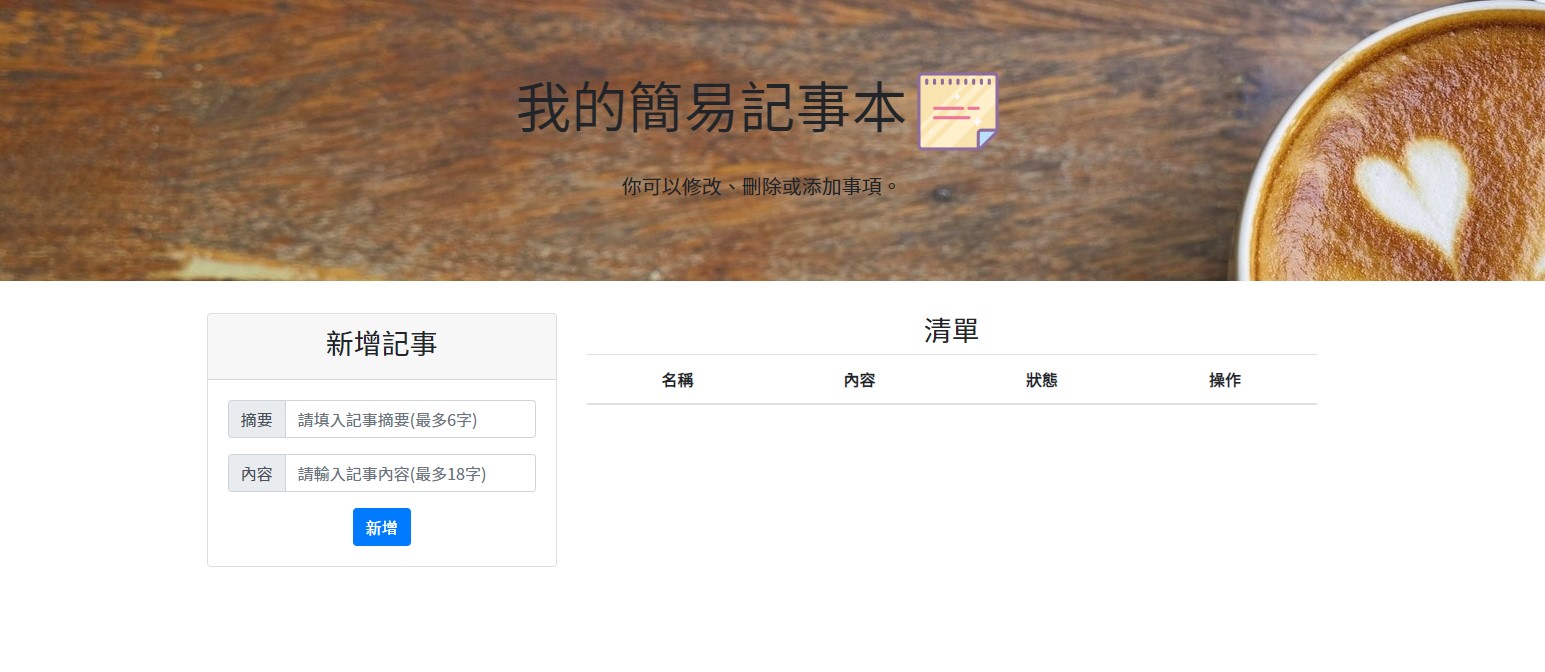 我的簡易記事本
你可以修改、刪除或添加事項。
新增記事
摘要 請填入記事摘要(最多6字)
內容 請輸入記事內容(最多18字)
新增
清單
名稱 內容 狀態 操作